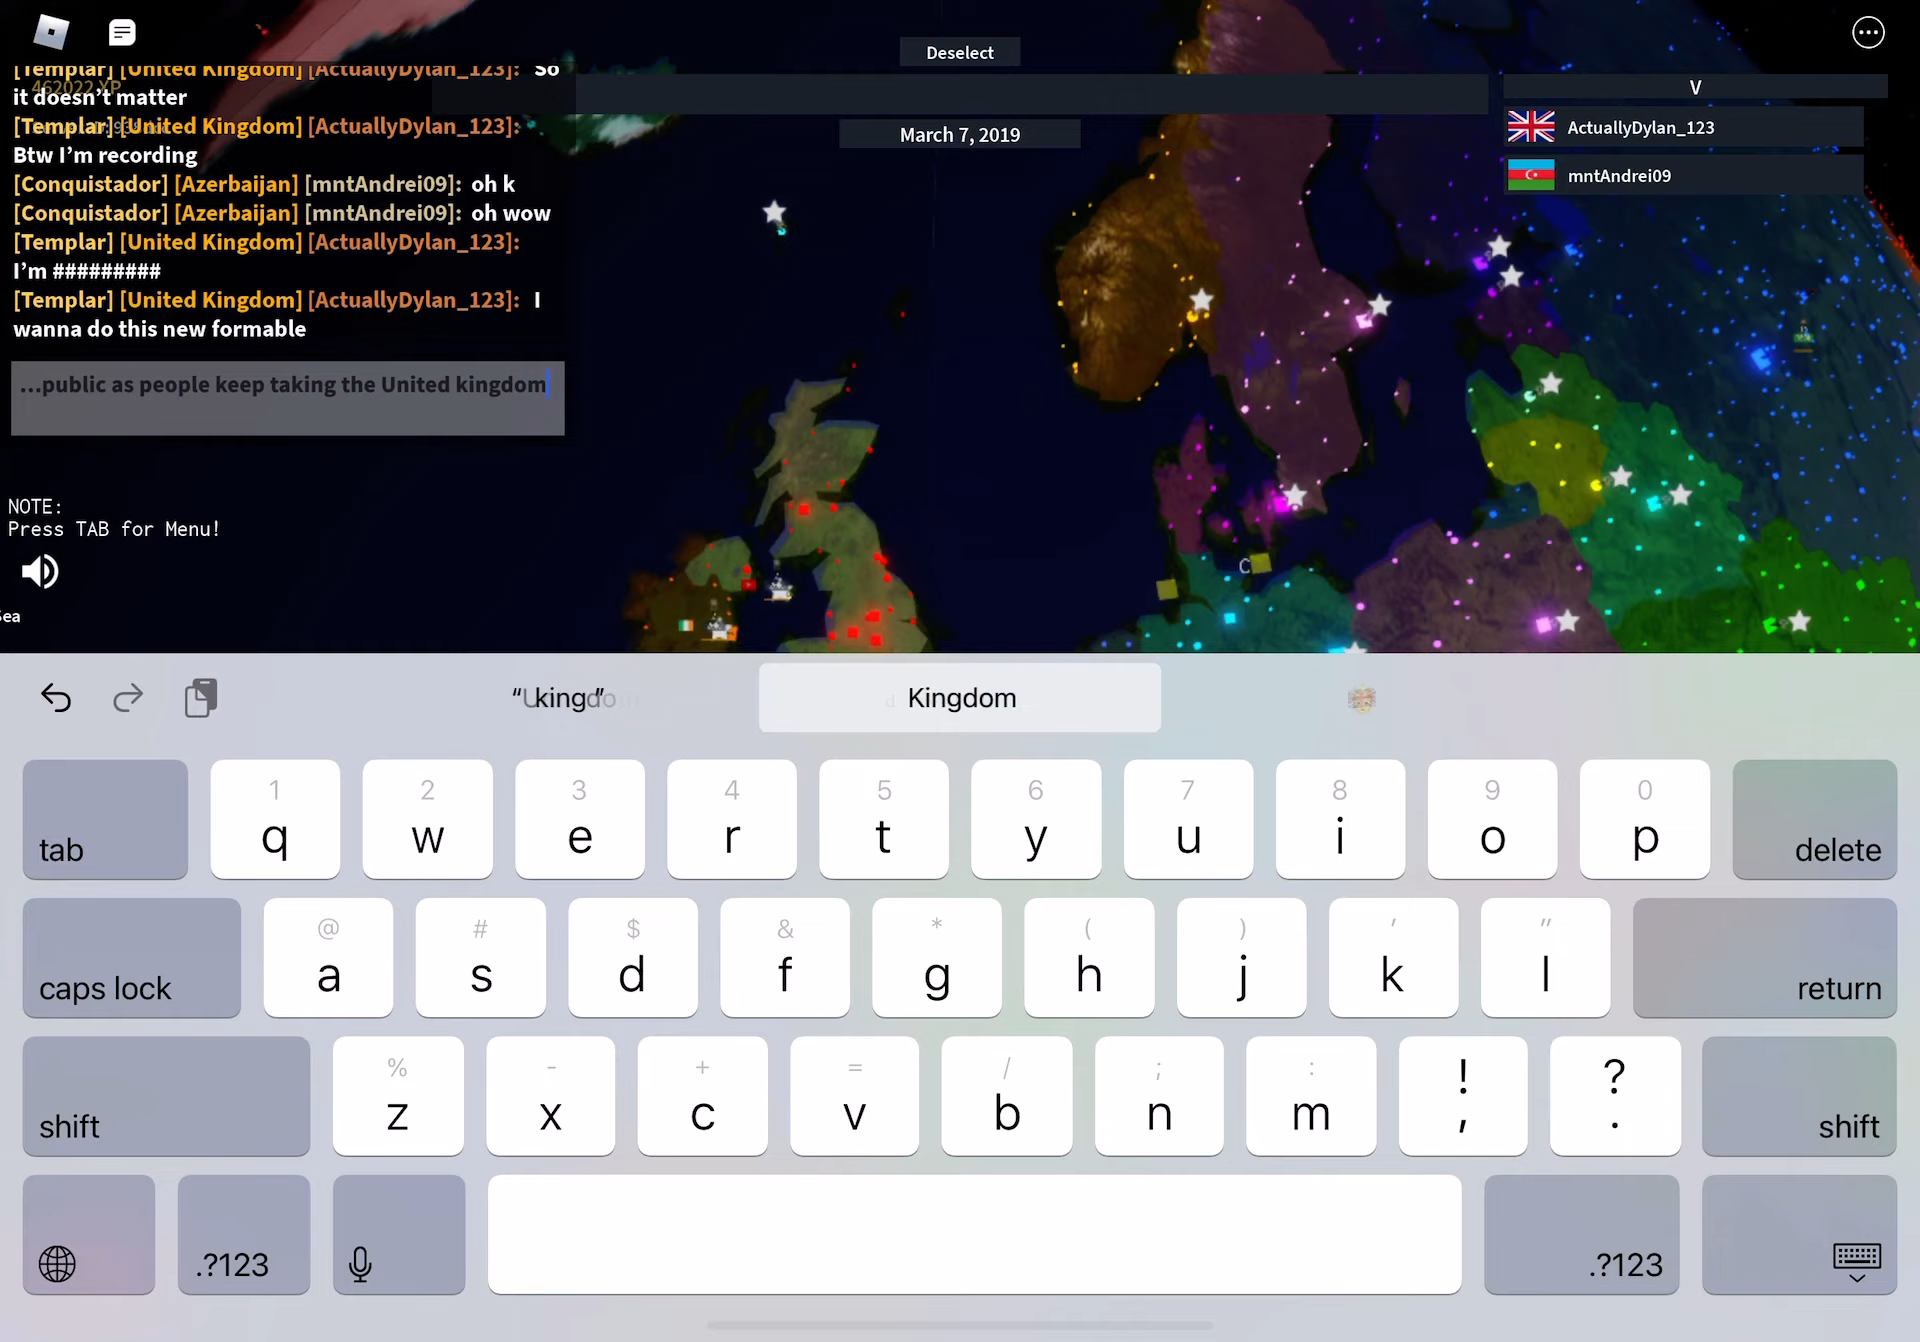 Deselect
[Templar] [United Kingdom] [ActuallyDylan_123]: So
462022 XP
it doesn't matter
V
[Templar] [United Kingdom] [ActuallyDylan_123]:
ActuallyDylan_123
March 7, 2019
Btw I'm recording
[Conquistador] [Azerbaijan] [mntAndrei09]: oh k
mntAndrei09
[Conquistador] [Azerbaijan] [mntAndrei09]: oh wow
[Templar] [United Kingdom] [ActuallyDylan_123]:
I'm #########
[Templar] [United Kingdom] [ActuallyDylan_123]: I
wanna do this new formable
...public as people keep taking the United kingdom
NOTE:
Press TAB for Menu!
C
Sea
Kingdom
1 2 3 4 5 6 7 8 9 0
tab q w e r t y u i o p delete
@ # $ & * ( ) ' "
caps lock a s d f g h j k l return
% - + = / ; : ! ?
shift z x c v b n m , . shift
.?123 .?123